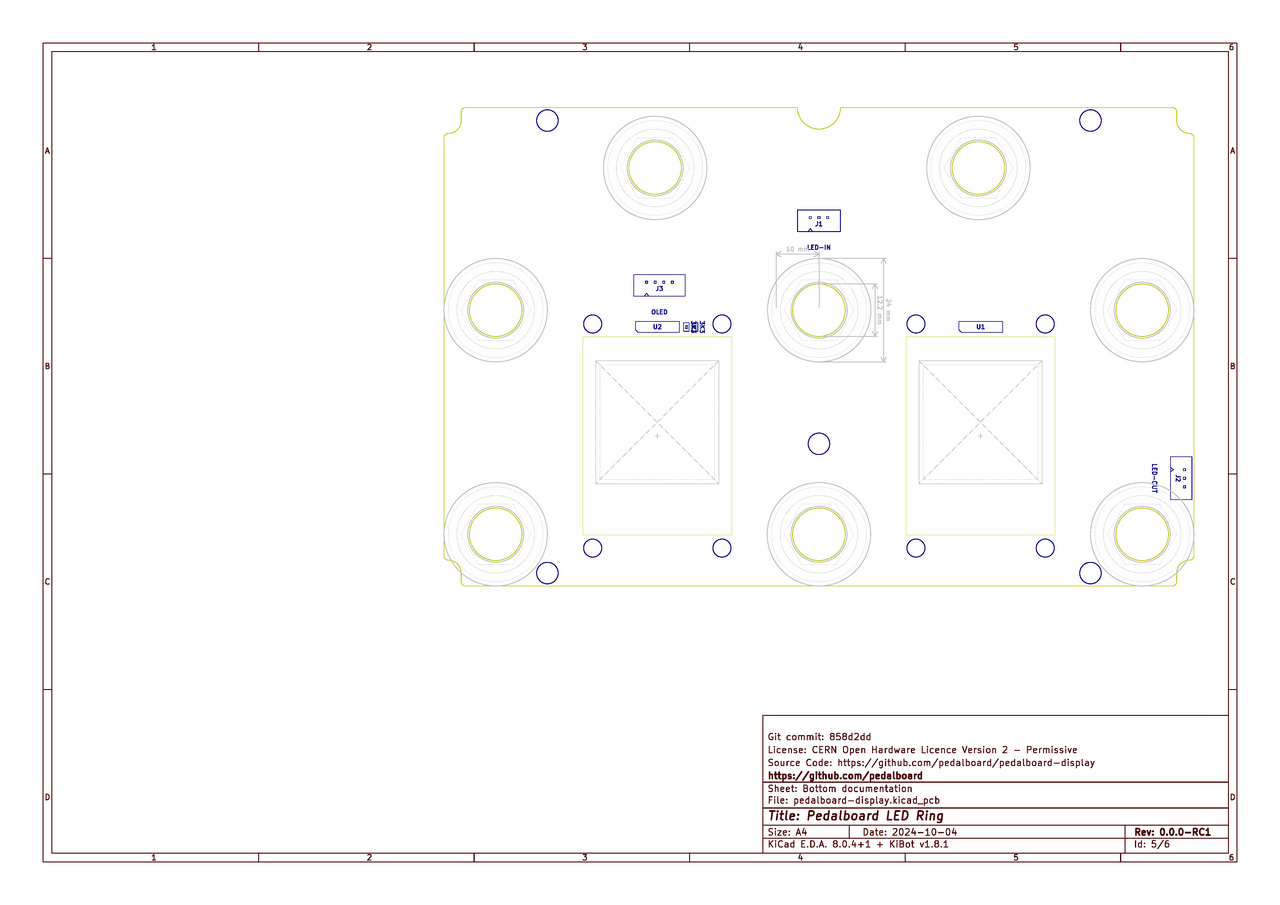 1 2 3 4 5 6
A A
J1
LED-IN
10 mm
J3
24 mm
12.2 mm
OLED
U2
U1
B B
J2
LED-OUT
C C
Git commit: 858d2dd
License: CERN Open Hardware Licence Version 2 - Permissive
Source Code: https://github.com/pedalboard/pedalboard-display
https://github.com/pedalboard
Sheet: Bottom documentation
D D
File: pedalboard-display.kicad_pcb
Title: Pedalboard LED Ring
Size: A4 Date: 2024-10-04 Rev: 0.0.0-RC1
KiCad E.D.A. 8.0.4+1 + KiBot v1.8.1 Id: 5/6
1 2 3 4 5 6